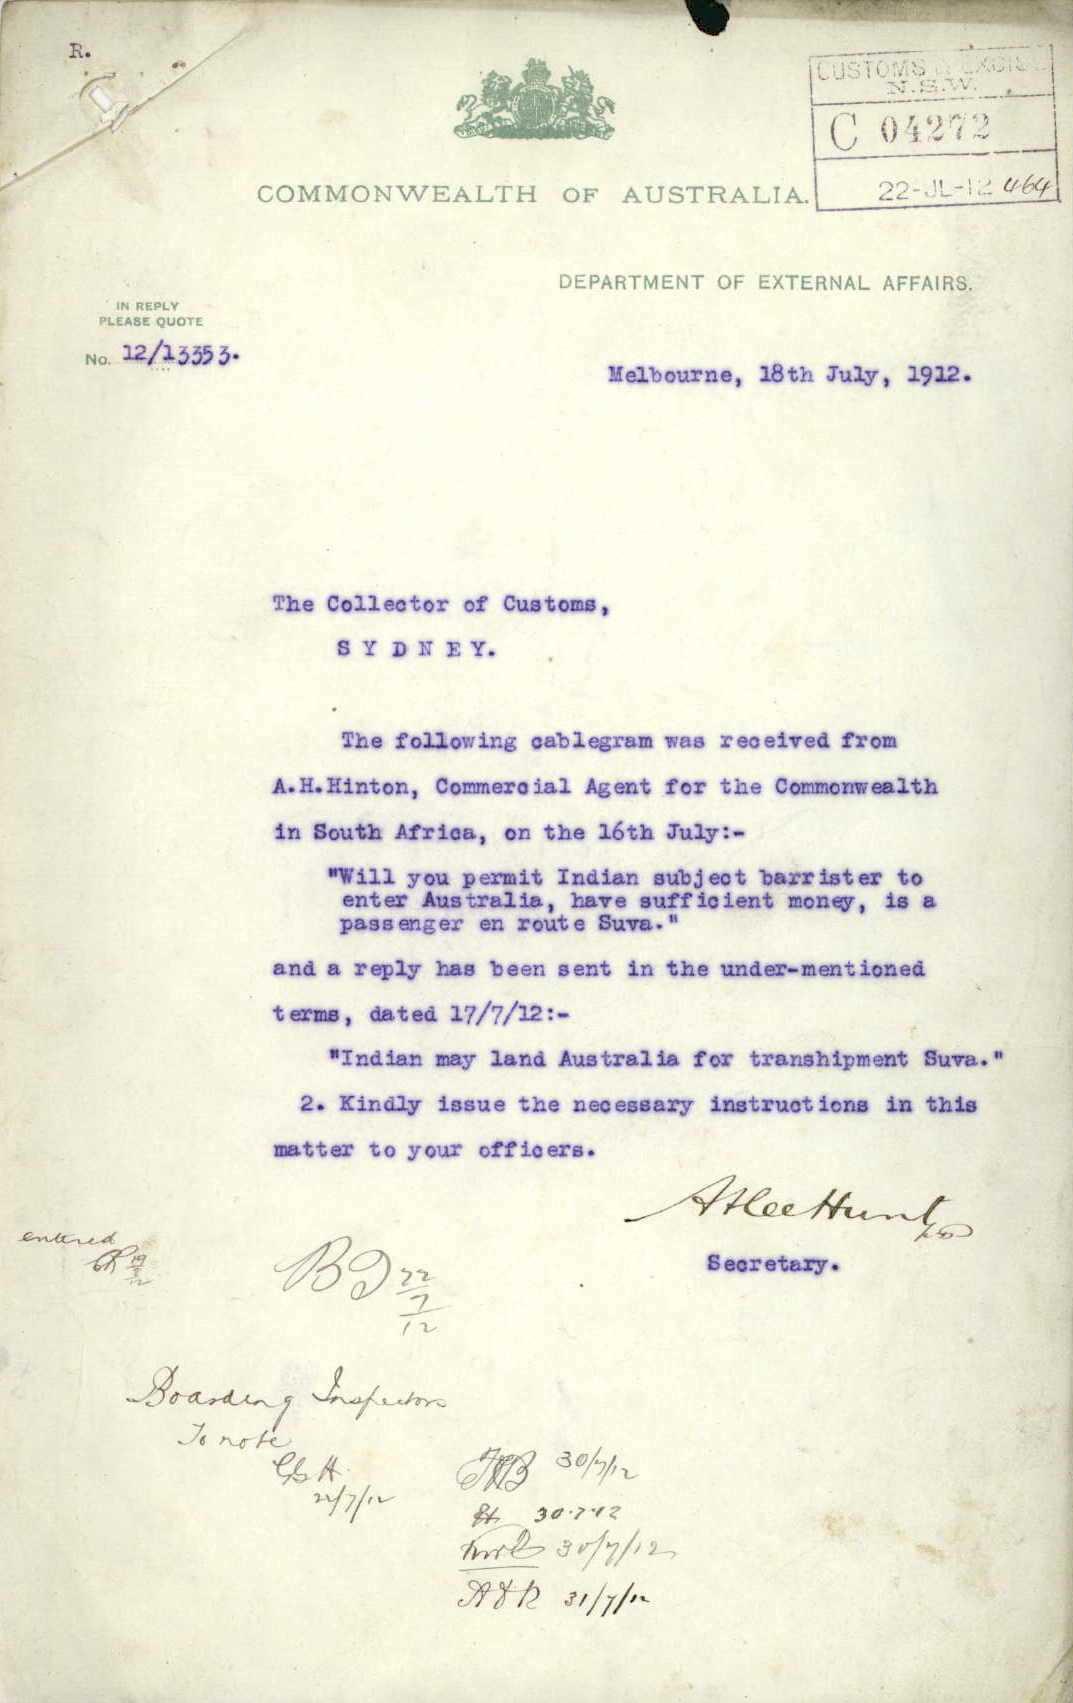 R.
CUSTOMS & EXCISE
N.S.W.
C 04272
22-JL-12 464
COMMONWEALTH OF AUSTRALIA.
DEPARTMENT OF EXTERNAL AFFAIRS.
IN REPLY
PLEASE QUOTE
No. 12/13353.
Melbourne, 18th July, 1912.
The Collector of Customs,
S Y D N E Y.
The following cablegram was received from
A.H.Hinton, Commercial Agent for the Commonwealth
in South Africa, on the 16th July:-
"Will you permit Indian subject barrister to
enter Australia, have sufficient money, is a
passenger en route Suva."
and a reply has been sent in the under-mentioned
terms, dated 17/7/12:-
"Indian may land Australia for transhipment Suva."
2. Kindly issue the necessary instructions in this
matter to your officers.
Atlee Hunt
Secretary.
entered
BD 22/7/12
Boarding Inspectors
To note
22/7/12
30/7/12
30.7.12
30/7/12
31/7/12